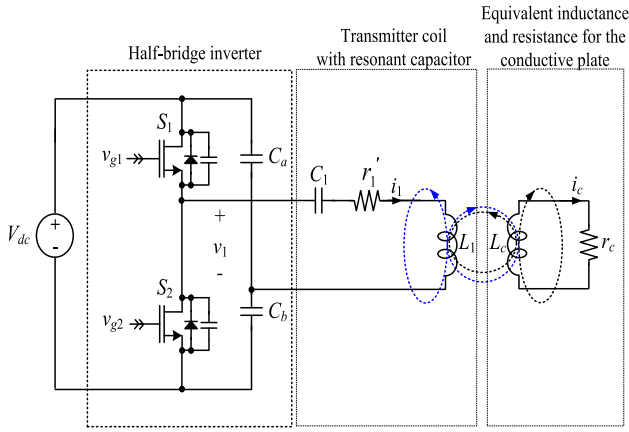 Half-bridge inverter
Transmitter coil
with resonant capacitor
Equivalent inductance
and resistance for the
conductive plate
S1
vg1
Ca
C1
r1'
i1
ic
Vdc
+
-
+
v1
-
L1
Lc
rc
S2
vg2
Cb